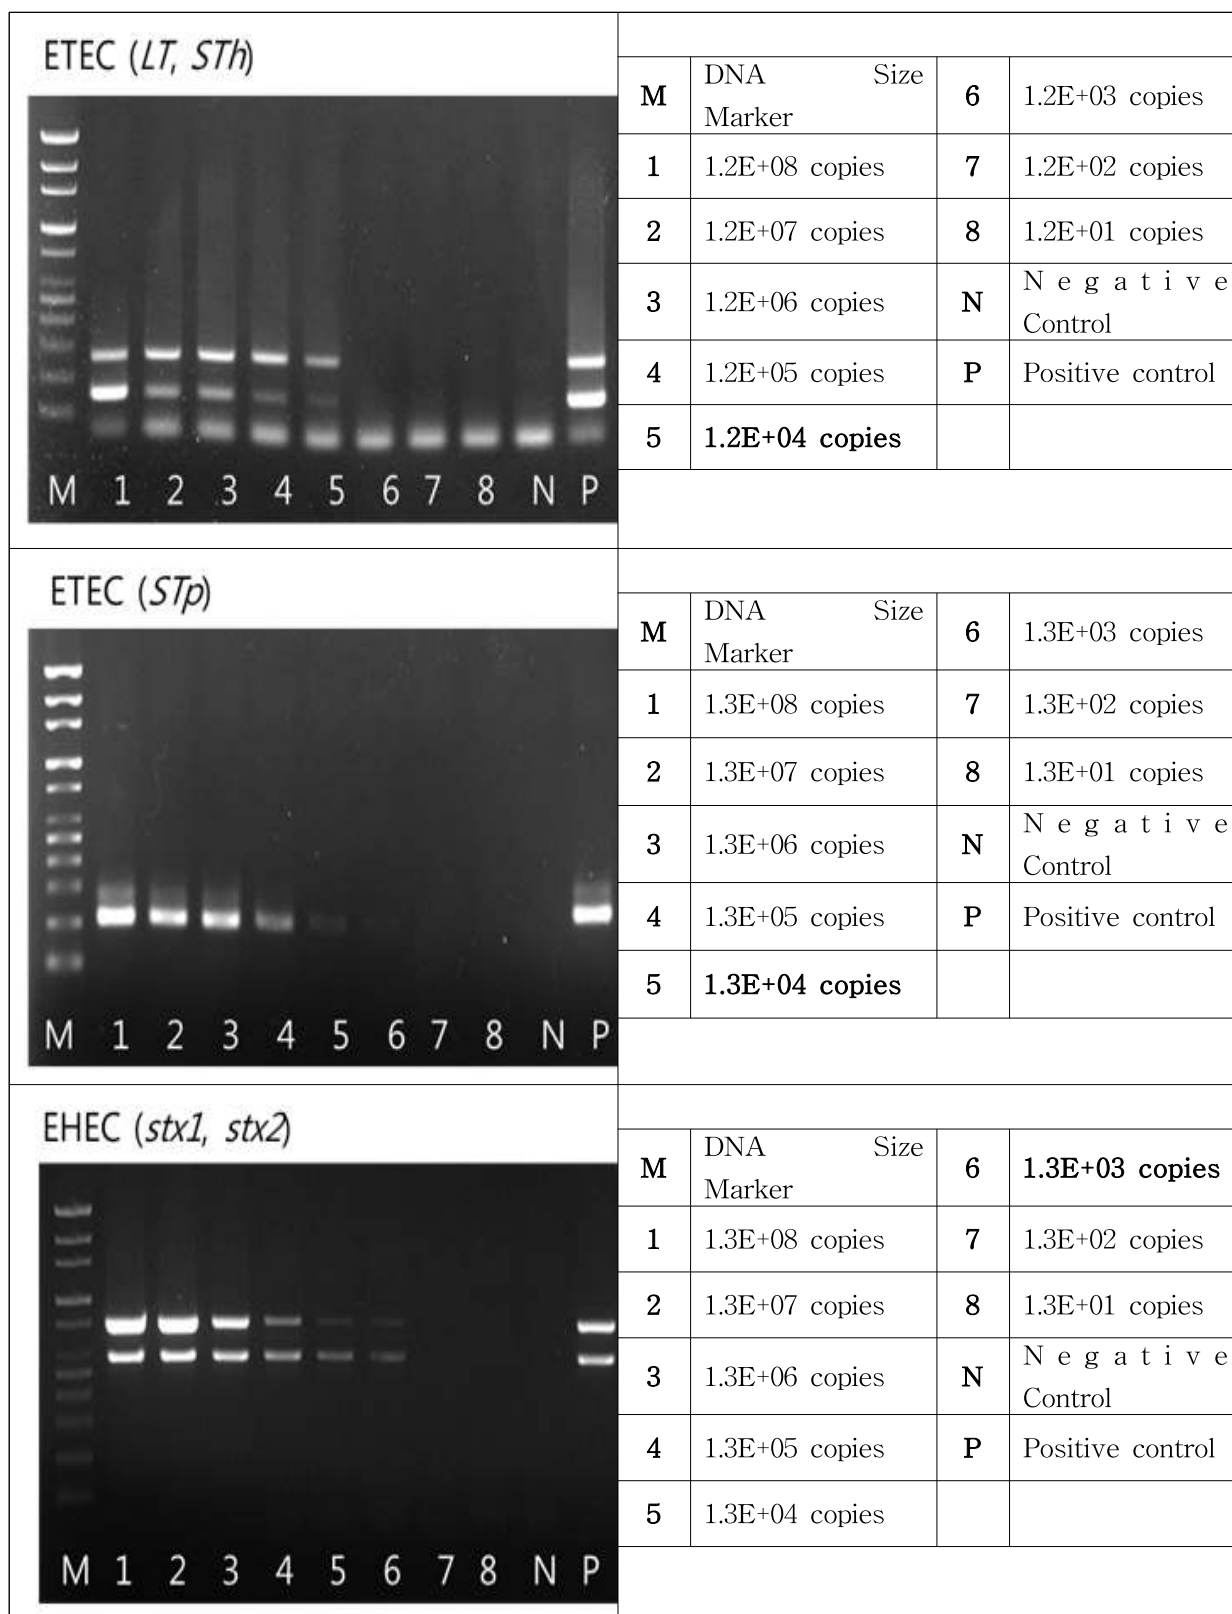 ETEC (LT, STh)
M DNA Size Marker 6 1.2E+03 copies
1 1.2E+08 copies 7 1.2E+02 copies
2 1.2E+07 copies 8 1.2E+01 copies
3 1.2E+06 copies N Negative Control
4 1.2E+05 copies P Positive control
5 1.2E+04 copies
M 1 2 3 4 5 6 7 8 N P
ETEC (STp)
M DNA Size Marker 6 1.3E+03 copies
1 1.3E+08 copies 7 1.3E+02 copies
2 1.3E+07 copies 8 1.3E+01 copies
3 1.3E+06 copies N Negative Control
4 1.3E+05 copies P Positive control
5 1.3E+04 copies
M 1 2 3 4 5 6 7 8 N P
EHEC (stx1, stx2)
M DNA Size Marker 6 1.3E+03 copies
1 1.3E+08 copies 7 1.3E+02 copies
2 1.3E+07 copies 8 1.3E+01 copies
3 1.3E+06 copies N Negative Control
4 1.3E+05 copies P Positive control
5 1.3E+04 copies
M 1 2 3 4 5 6 7 8 N P